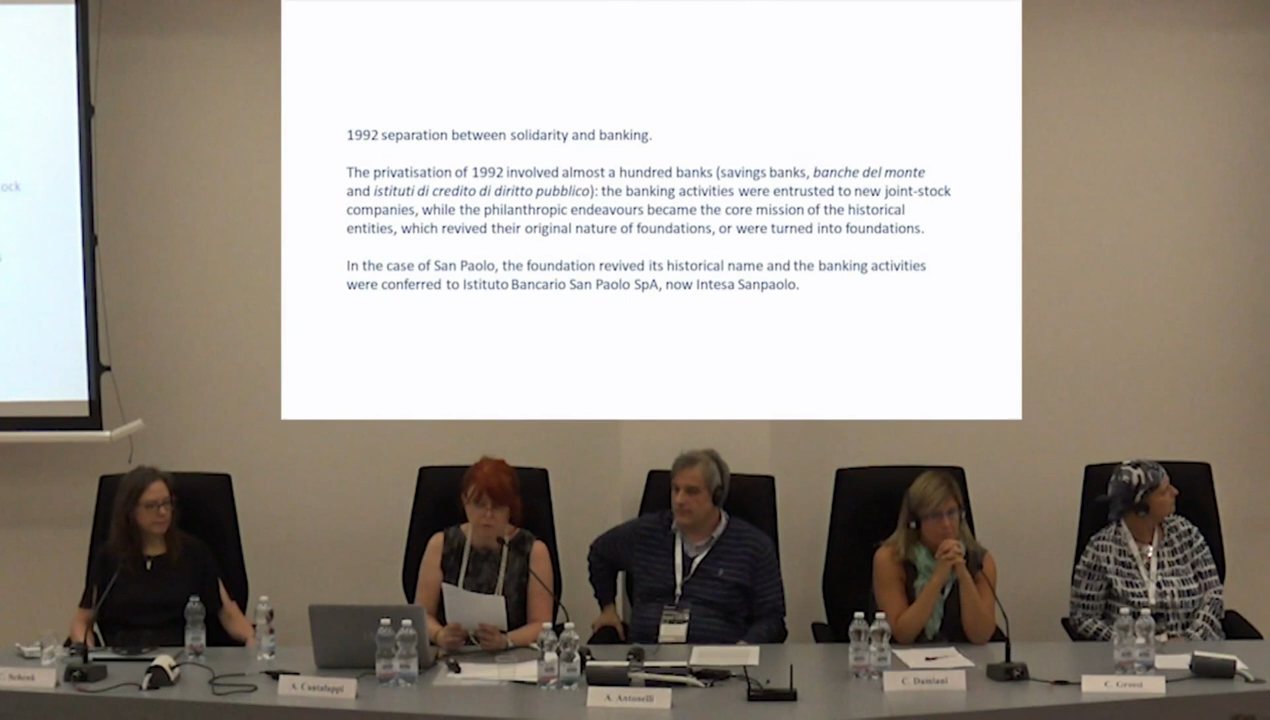 ock
1992 separation between solidarity and banking.
The privatisation of 1992 involved almost a hundred banks (savings banks, banche del monte
and istituti di credito di diritto pubblico): the banking activities were entrusted to new joint-stock
companies, while the philanthropic endeavours became the core mission of the historical
entities, which revived their original nature of foundations, or were turned into foundations.
In the case of San Paolo, the foundation revived its historical name and the banking activities
were conferred to Istituto Bancario San Paolo SpA, now Intesa Sanpaolo.
Schenk
A. Cantaluppi
A. Antonelli
C. Damiani
C. Grossi